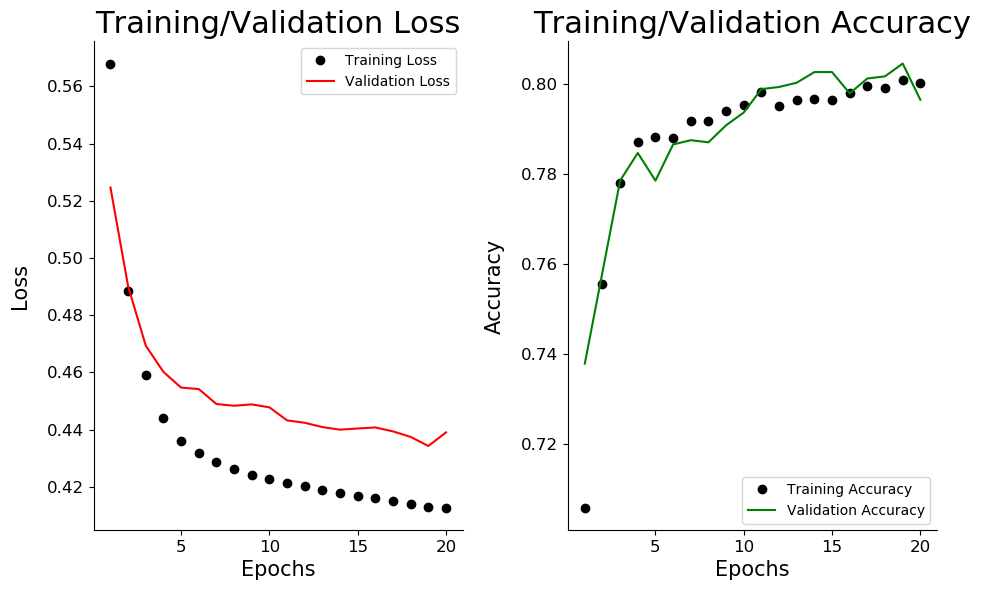 Training/Validation Loss
Training Loss
Validation Loss
0.56
0.54
0.52
0.50
0.48
0.46
0.44
0.42
Loss
5
10
15
20
Epochs
Training/Validation Accuracy
0.80
0.78
0.76
0.74
0.72
Accuracy
Training Accuracy
Validation Accuracy
5
10
15
20
Epochs